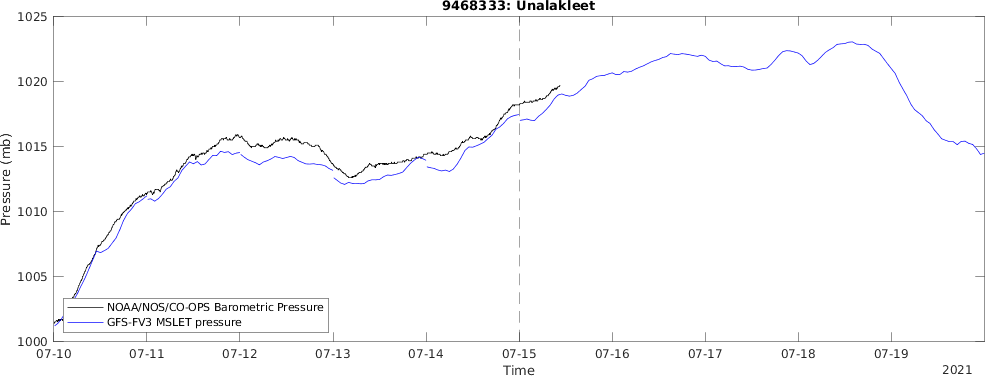 9468333: Unalakleet
1025
1020
1015
1010
1005
1000
Pressure (mb)
NOAA/NOS/CO-OPS Barometric Pressure
GFS-FV3 MSLET pressure
07-10 07-11 07-12 07-13 07-14 07-15 07-16 07-17 07-18 07-19
Time
2021